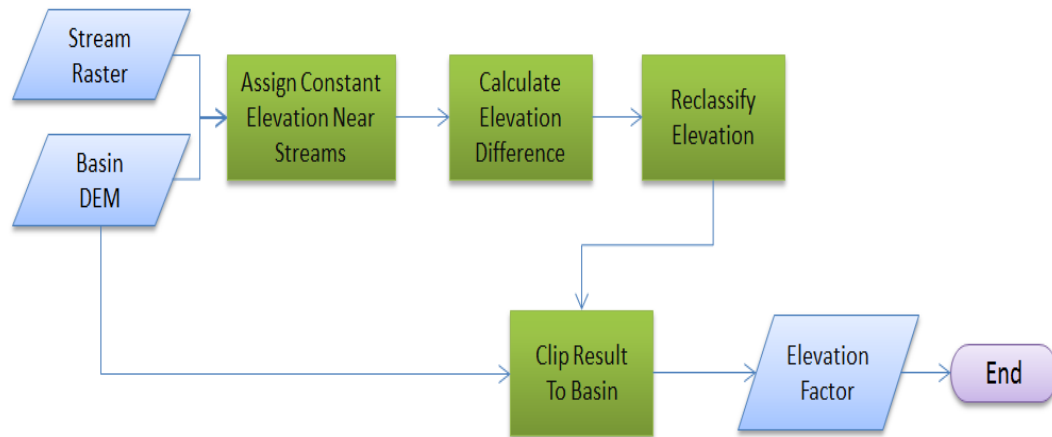 Stream
Raster
Assign Constant
Elevation Near
Streams
Calculate
Elevation
Difference
Reclassify
Elevation
Basin
DEM
Clip Result
To Basin
Elevation
Factor
End